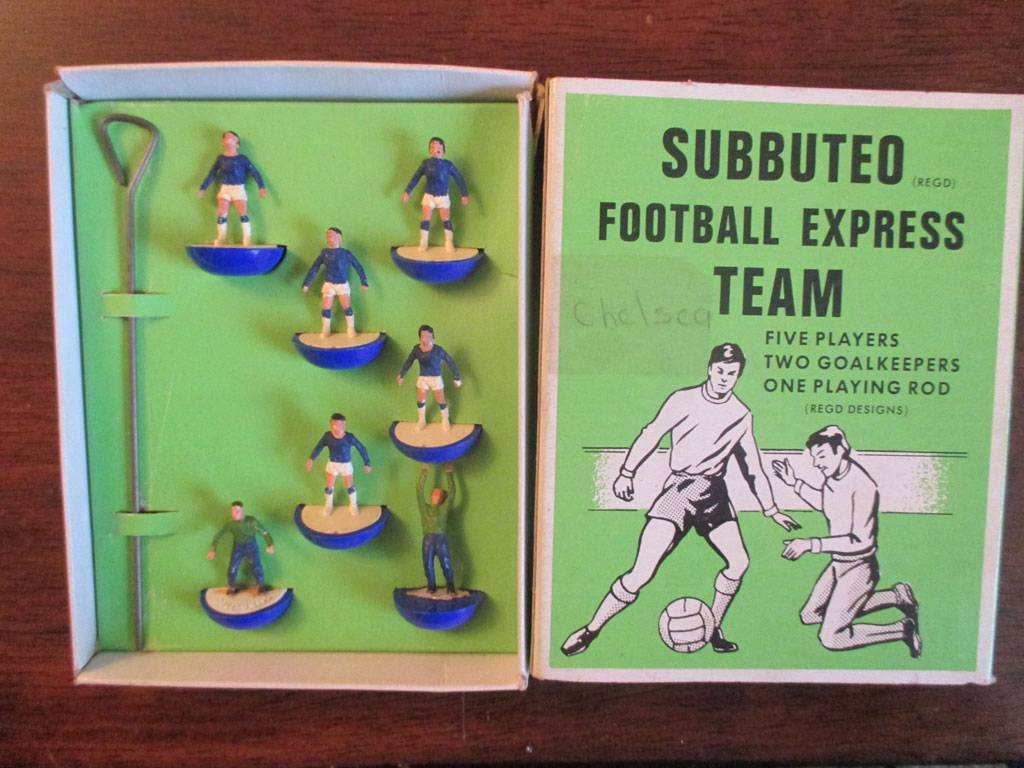 SUBBUTEO (REGD)
FOOTBALL EXPRESS
TEAM
Chelsea
FIVE PLAYERS
TWO GOALKEEPERS
ONE PLAYING ROD
(REGD DESIGNS)